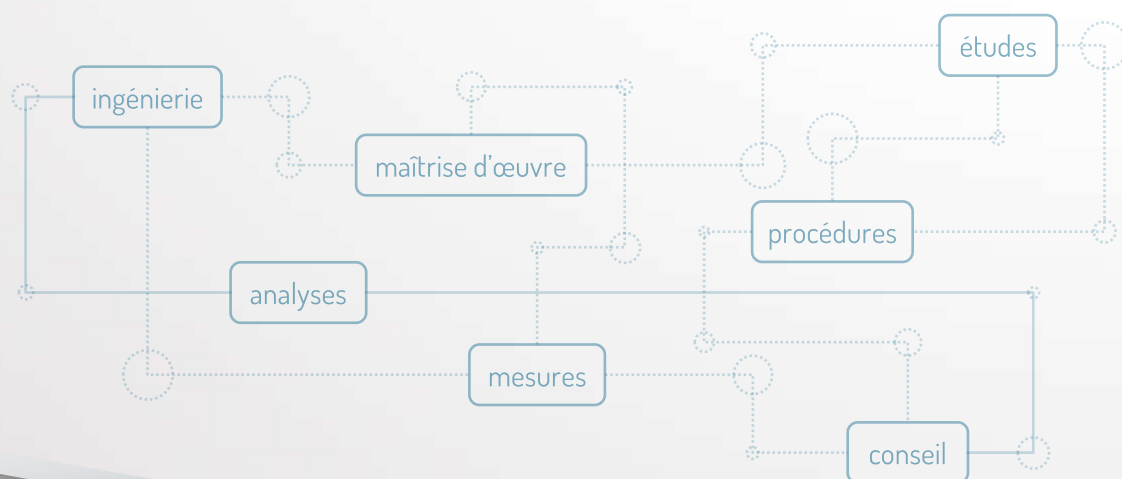 études
ingénierie
maîtrise d'œuvre
procédures
analyses
mesures
conseil